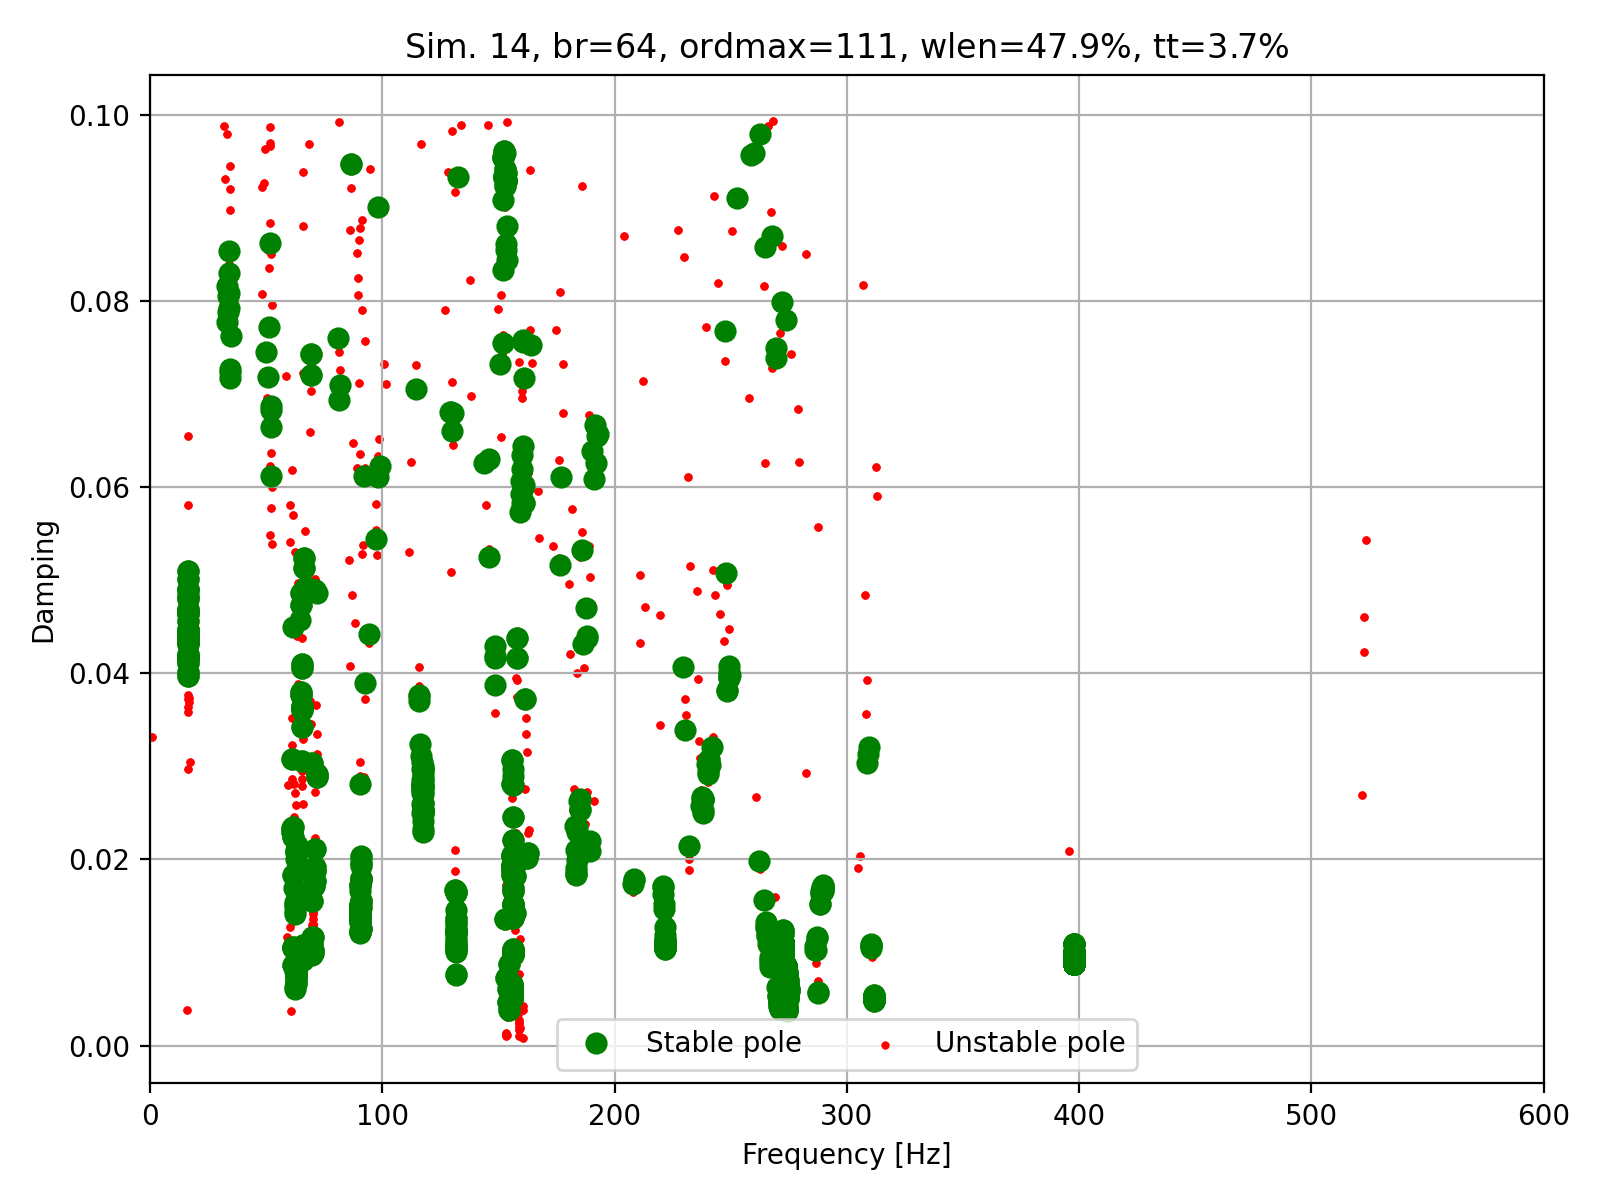 Sim. 14, br=64, ordmax=111, wlen=47.9%, tt=3.7%
0.10
0.08
0.06
0.04
0.02
0.00
Damping
Stable pole
Unstable pole
0
100
200
300
400
500
600
Frequency [Hz]